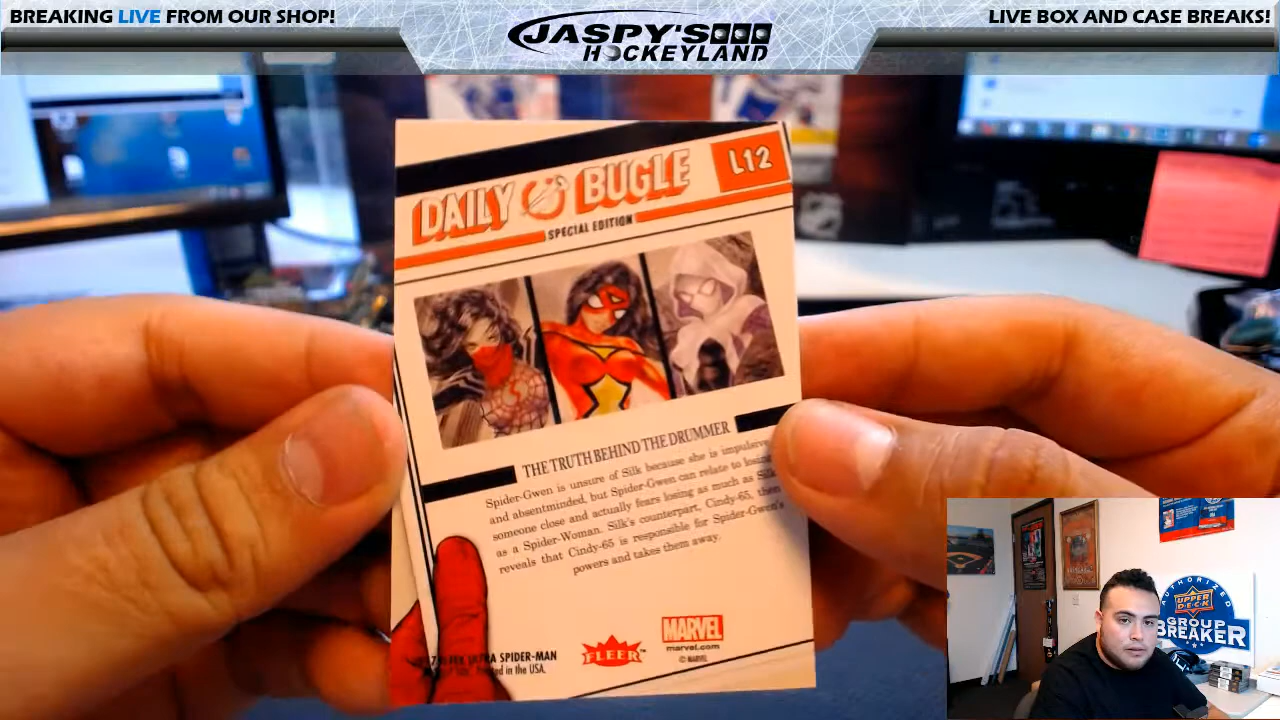 BREAKING LIVE FROM OUR SHOP!
JASPY'S
HOCKEYLAND
LIVE BOX AND CASE BREAKS!
DAILY BUGLE
L12
SPECIAL EDITION
THE TRUTH BEHIND THE DRUMMER
Spider-Gwen is unsure of Silk because she is impulsive
and absentminded, but Spider-Gwen can relate to losing
someone close and actually fears losing as much as Silk
as a Spider-Woman. Silk's counterpart, Cindy-65, then
reveals that Cindy-65 is responsible for Spider-Gwen's
powers and takes them away.
ULTRA SPIDER-MAN
in the USA.
FLEER
MARVEL
marvel.com
© MARVEL
AUTHORIZED
UPPER
DECK
GROUP
BREAKER